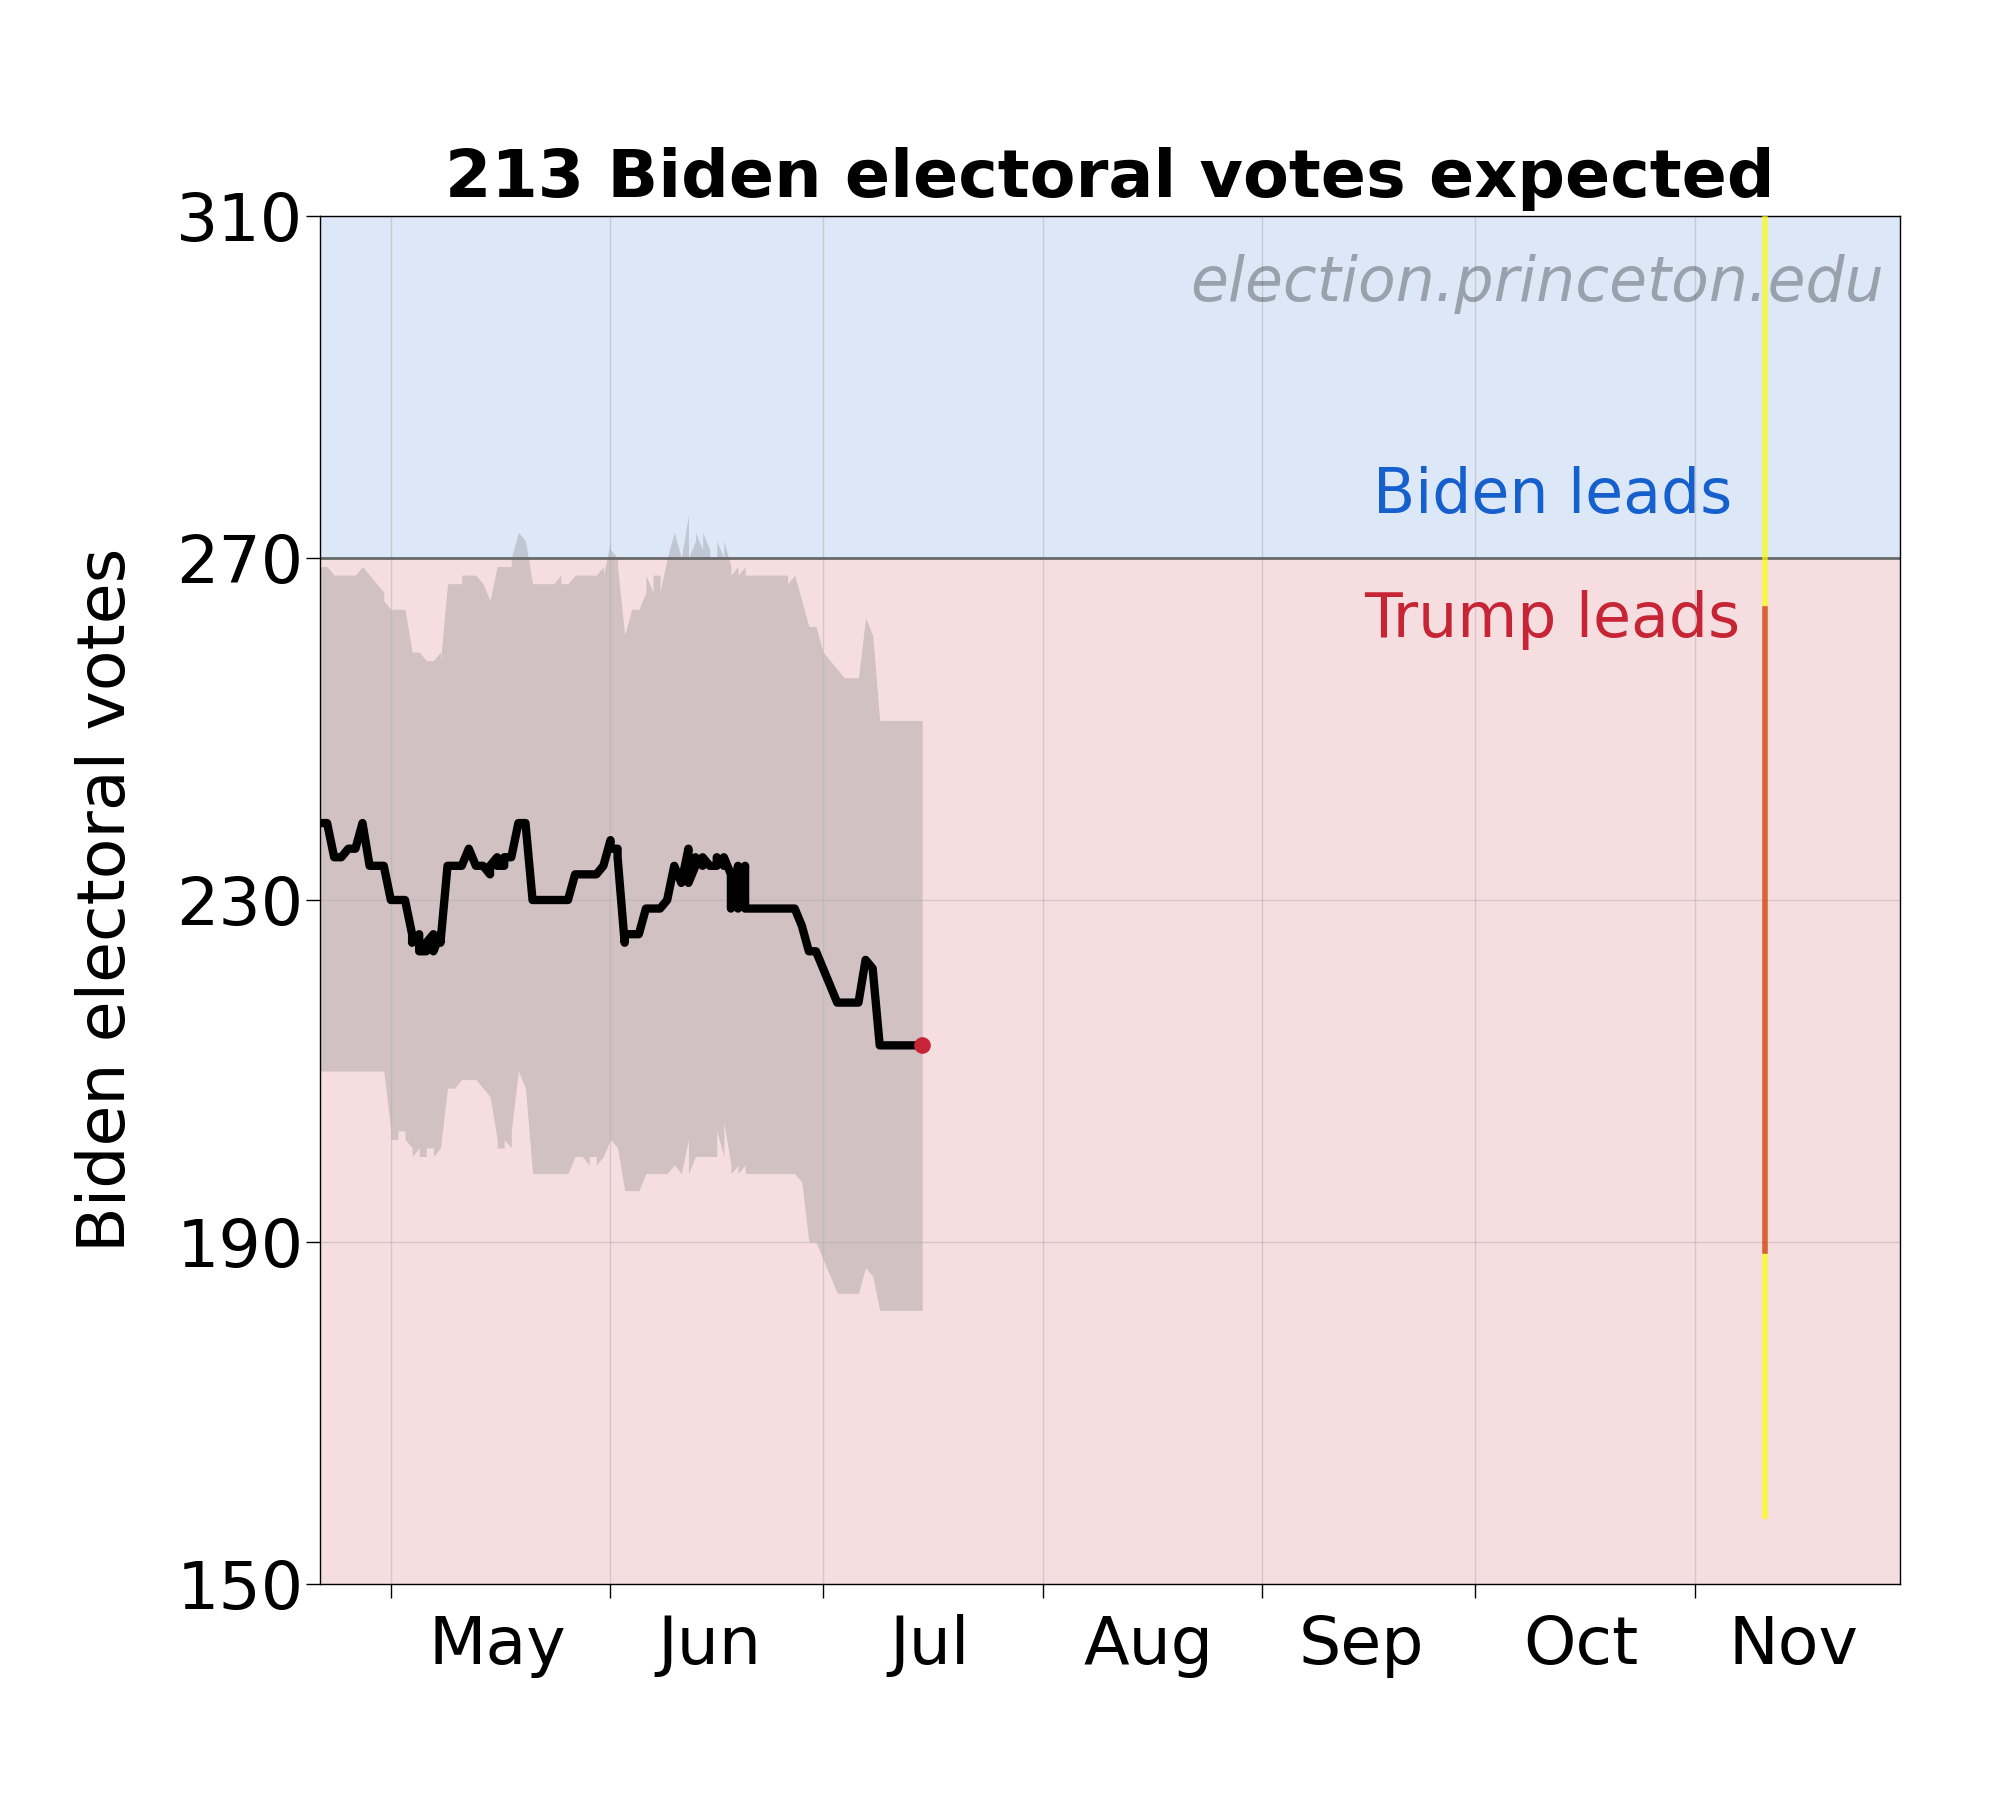 213 Biden electoral votes expected
310
election.princeton.edu
Biden leads
270
Trump leads
230
190
150
Biden electoral votes
May Jun Jul Aug Sep Oct Nov